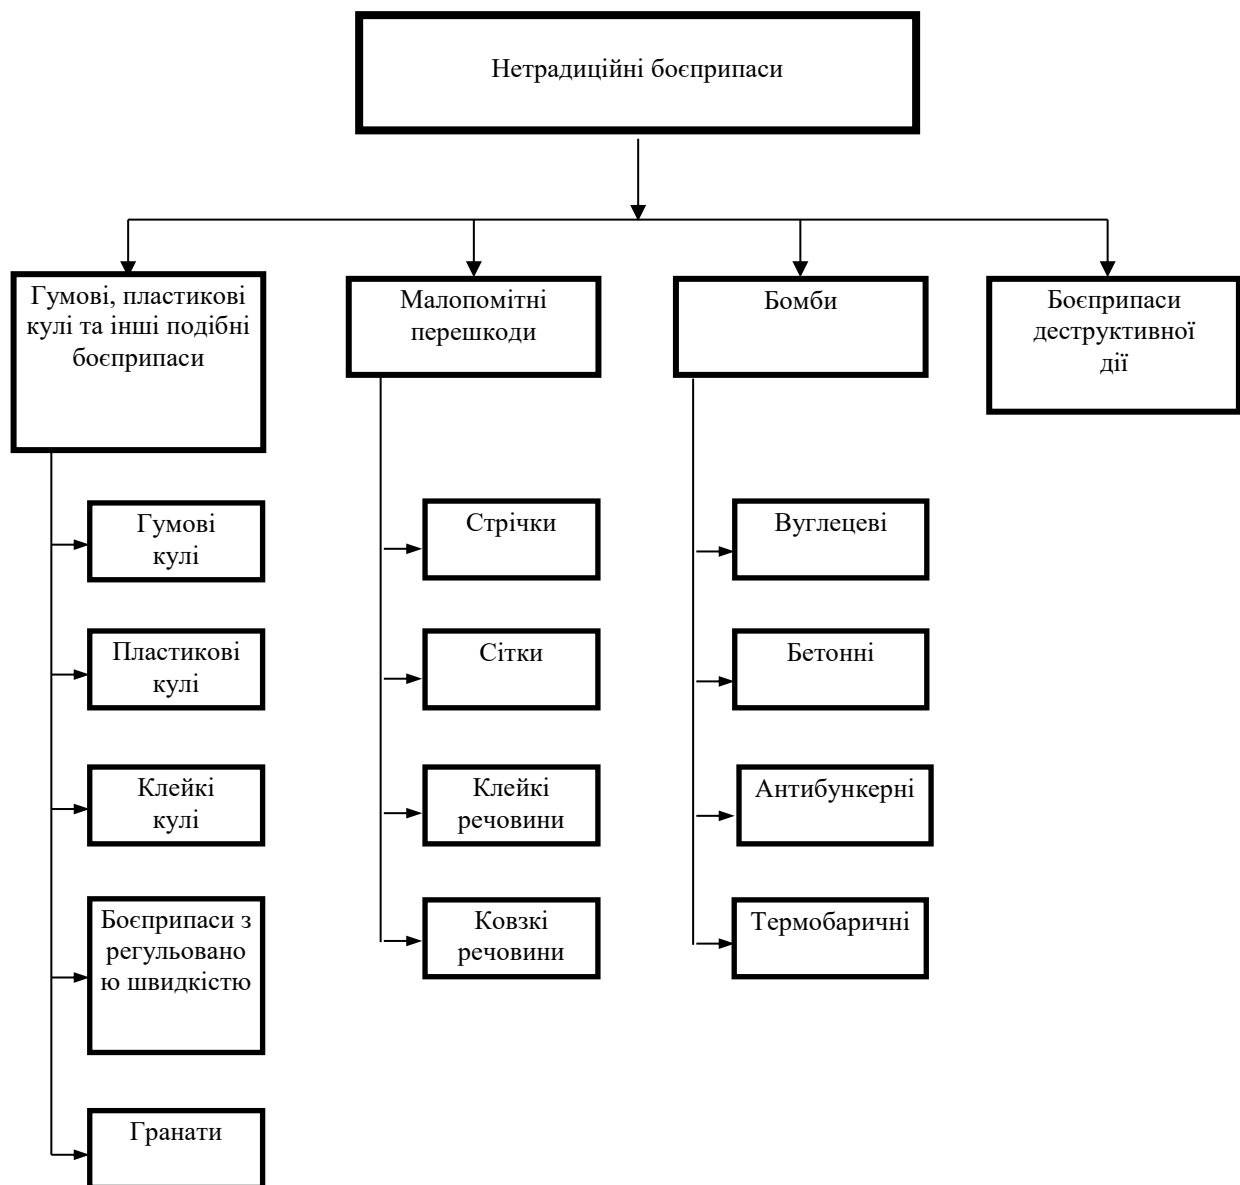 Нетрадиційні боєприпаси
Гумові, пластикові
кулі та інші подібні
боєприпаси
Малопомітні
перешкоди
Бомби
Боєприпаси
деструктивної
дії
Гумові
кулі
Пластикові
кулі
Клейкі
кулі
Боєприпаси з
регульовано
ю швидкістю
Гранати
Стрічки
Сітки
Клейкі
речовини
Ковзкі
речовини
Вуглецеві
Бетонні
Антибункерні
Термобаричні